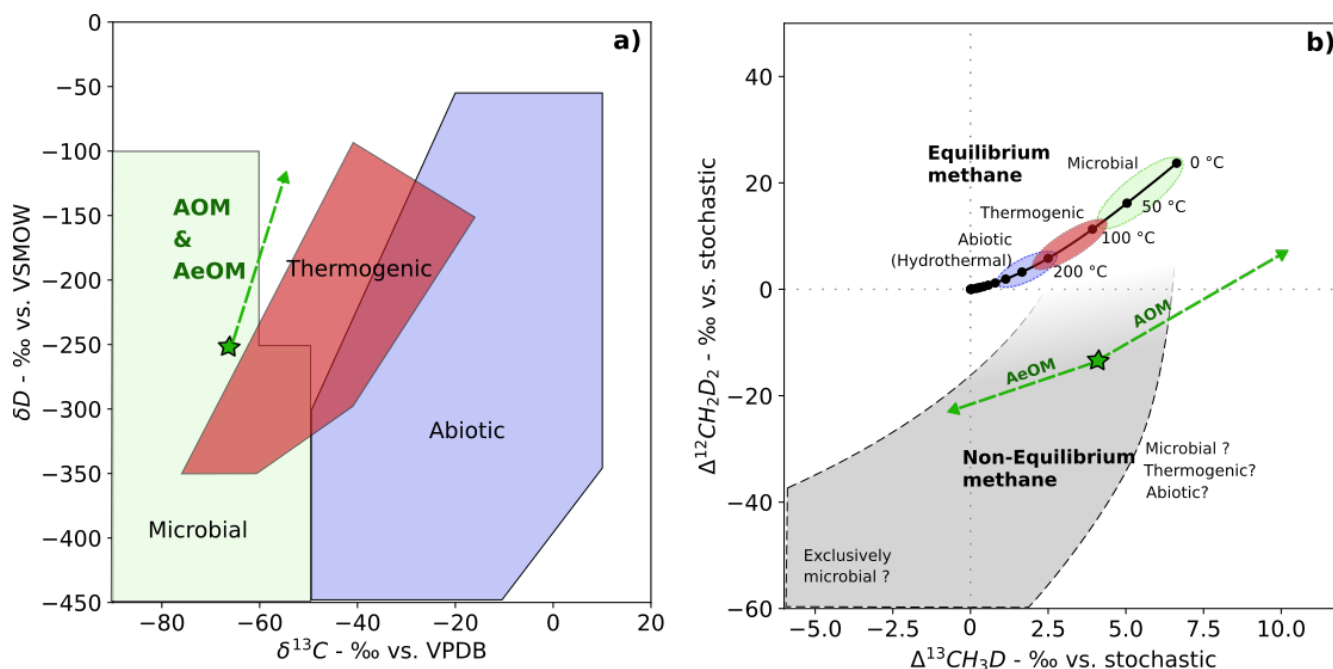 a)
0
−50
−100
−150
−200
−250
−300
−350
−400
−450
δD - ‰ vs. VSMOW
AOM
&
AeOM
Thermogenic
Abiotic
Microbial
−80
−60
−40
−20
0
20
δ¹³C - ‰ vs. VPDB
b)
40
20
0
−20
−40
−60
Δ¹²CH₂D₂ - ‰ vs. stochastic
Equilibrium
methane
Microbial
0 °C
50 °C
Thermogenic
100 °C
Abiotic
(Hydrothermal)
200 °C
AOM
AeOM
Non-Equilibrium
methane
Microbial ?
Thermogenic?
Abiotic?
Exclusively
microbial ?
−5.0
−2.5
0
2.5
5.0
7.5
10.0
Δ¹³CH₃D - ‰ vs. stochastic